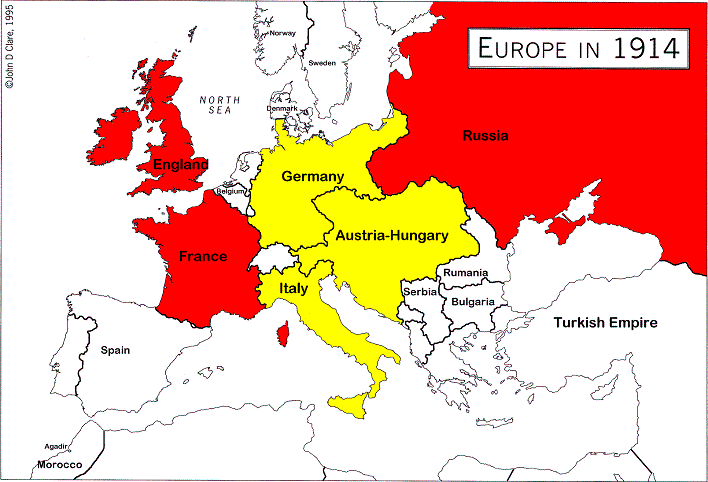 ©John D Clare, 1995
EUROPE IN 1914
Norway
Sweden
NORTH
SEA
Denmark
Russia
England
Germany
Belgium
Austria-Hungary
France
Rumania
Italy
Serbia
Bulgaria
Turkish Empire
Spain
Agadir
Morocco